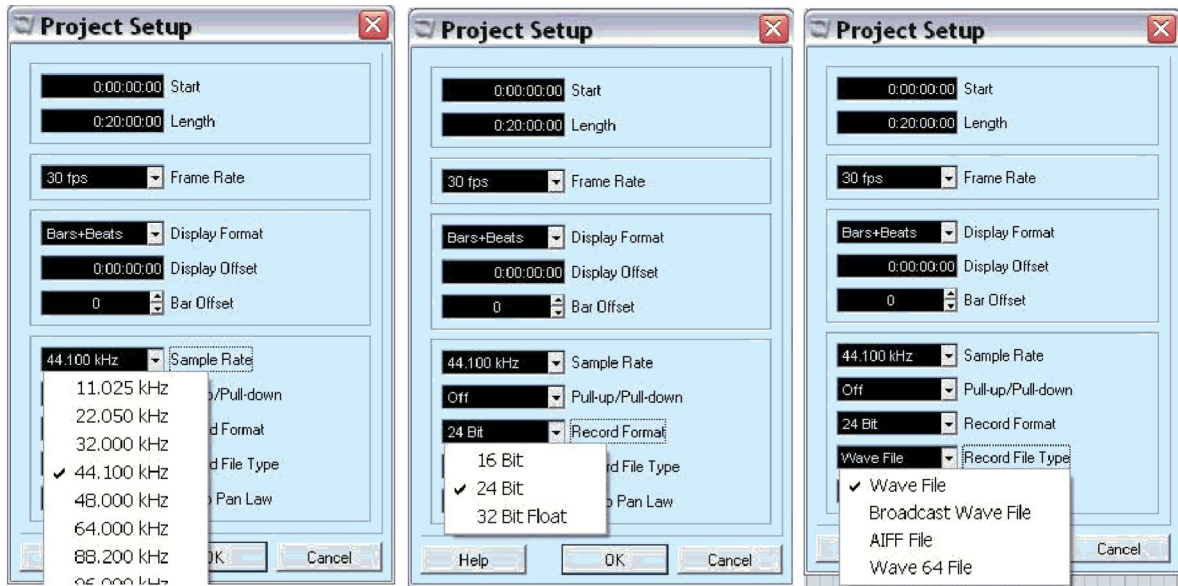 Project Setup
0:00:00:00 Start
0:20:00:00 Length
30 fps Frame Rate
Bars+Beats Display Format
0:00:00:00 Display Offset
0 Bar Offset
44.100 kHz Sample Rate
11.025 kHz /Pull-down
22.050 kHz
32.000 kHz d Format
44.100 kHz d File Type
48.000 kHz Pan Law
64.000 kHz
88.200 kHz OK Cancel
96.000 kHz
Project Setup
0:00:00:00 Start
0:20:00:00 Length
30 fps Frame Rate
Bars+Beats Display Format
0:00:00:00 Display Offset
0 Bar Offset
44.100 kHz Sample Rate
Off Pull-up/Pull-down
24 Bit Record Format
16 Bit rd File Type
24 Bit
32 Bit Float Pan Law
Help OK Cancel
Project Setup
0:00:00:00 Start
0:20:00:00 Length
30 fps Frame Rate
Bars+Beats Display Format
0:00:00:00 Display Offset
0 Bar Offset
44.100 kHz Sample Rate
Off Pull-up/Pull-down
24 Bit Record Format
Wave File Record File Type
Wave File
Broadcast Wave File
AIFF File
Wave 64 File
Cancel